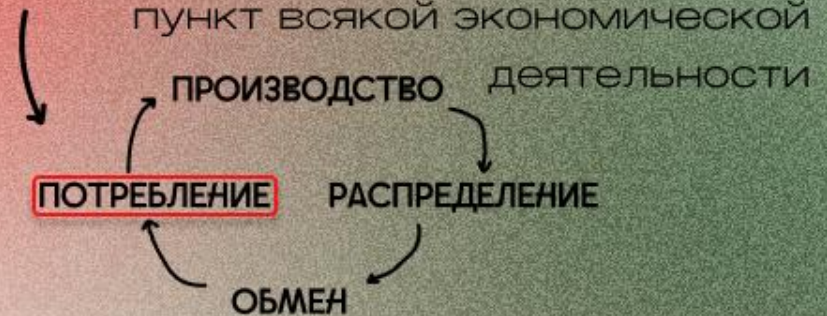 пункт всякой экономической
деятельности
ПРОИЗВОДСТВО
ПОТРЕБЛЕНИЕ РАСПРЕДЕЛЕНИЕ
ОБМЕН